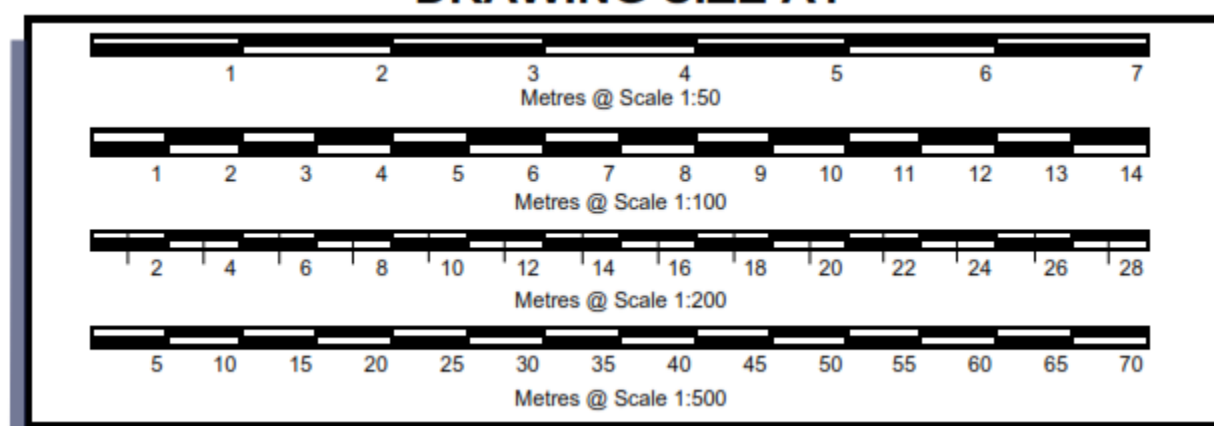 DRAWING SIZE A1
1 2 3 4 5 6 7
Metres @ Scale 1:50
1 2 3 4 5 6 7 8 9 10 11 12 13 14
Metres @ Scale 1:100
2 4 6 8 10 12 14 16 18 20 22 24 26 28
Metres @ Scale 1:200
5 10 15 20 25 30 35 40 45 50 55 60 65 70
Metres @ Scale 1:500